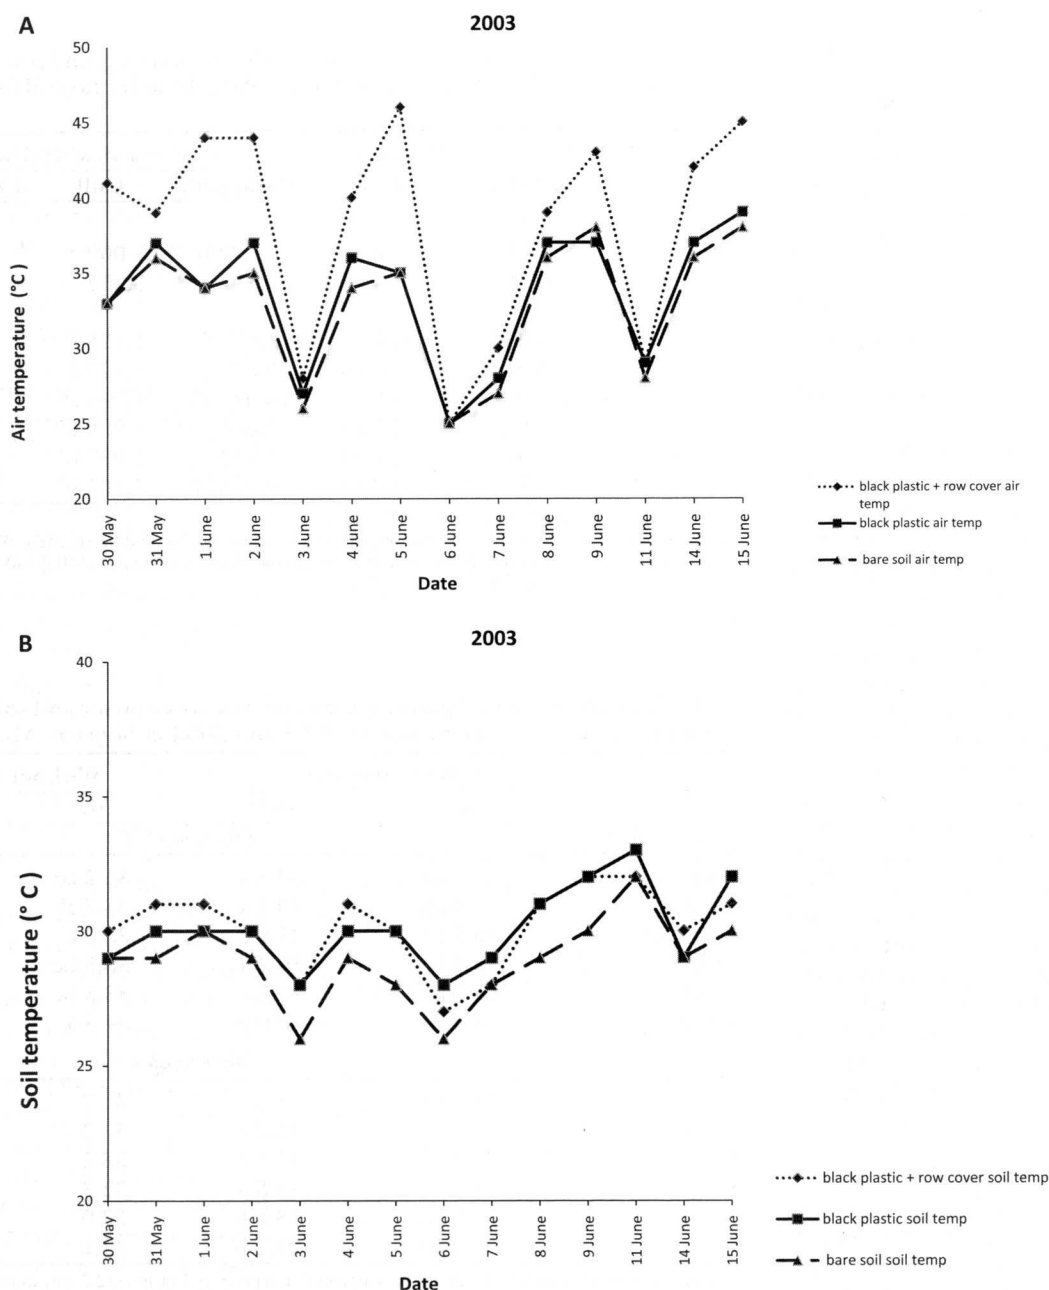 A
2003
50
45
40
35
30
25
20
Air temperature (°C)
30 May
31 May
1 June
2 June
3 June
4 June
5 June
6 June
7 June
8 June
9 June
11 June
14 June
15 June
Date
black plastic + row cover air
temp
black plastic air temp
bare soil air temp
B
2003
40
35
30
25
20
Soil temperature (° C)
30 May
31 May
1 June
2 June
3 June
4 June
5 June
6 June
7 June
8 June
9 June
11 June
14 June
15 June
Date
black plastic + row cover soil temp
black plastic soil temp
bare soil soil temp